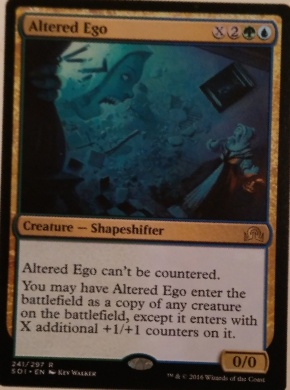 Altered Ego X2
Creature — Shapeshifter
Altered Ego can't be countered.
You may have Altered Ego enter the
battlefield as a copy of any creature
on the battlefield, except it enters with
X additional +1/+1 counters on it.
241/297 R
SOI • EN Kev Walker
™ & © 2016 Wizards of the Coast
0/0